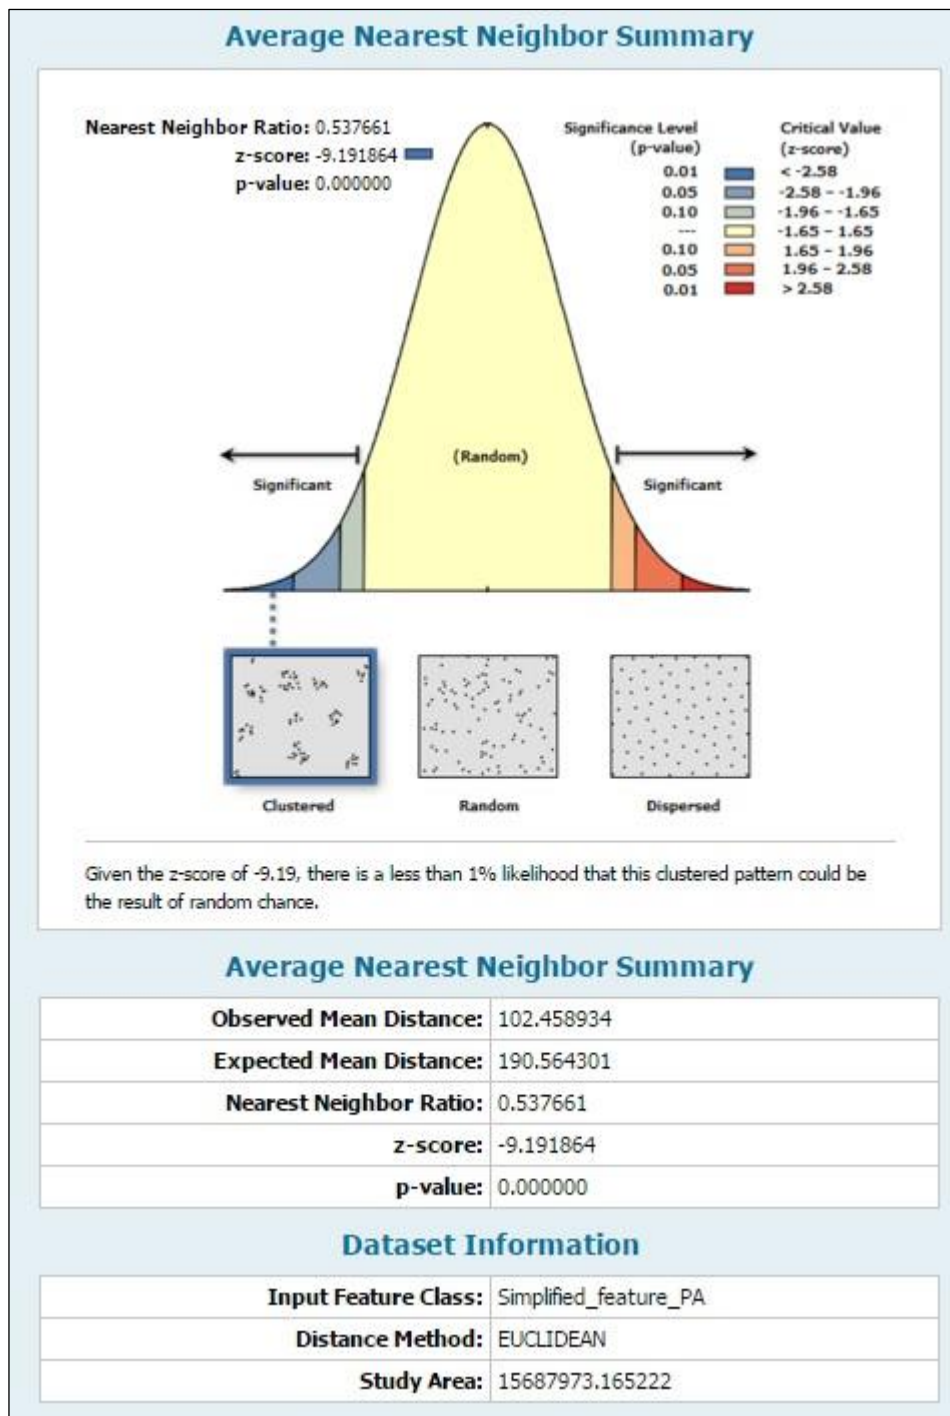 Average Nearest Neighbor Summary
Nearest Neighbor Ratio: 0.537661
z-score: -9.191864
p-value: 0.000000
Significance Level
(p-value)
Critical Value
(z-score)
0.01 < -2.58
0.05 -2.58 – -1.96
0.10 -1.96 – -1.65
--- -1.65 – 1.65
0.10 1.65 – 1.96
0.05 1.96 – 2.58
0.01 > 2.58
(Random)
Significant
Significant
Clustered
Random
Dispersed
Given the z-score of -9.19, there is a less than 1% likelihood that this clustered pattern could be
the result of random chance.
Average Nearest Neighbor Summary
Observed Mean Distance: 102.458934
Expected Mean Distance: 190.564301
Nearest Neighbor Ratio: 0.537661
z-score: -9.191864
p-value: 0.000000
Dataset Information
Input Feature Class: Simplified_feature_PA
Distance Method: EUCLIDEAN
Study Area: 15687973.165222